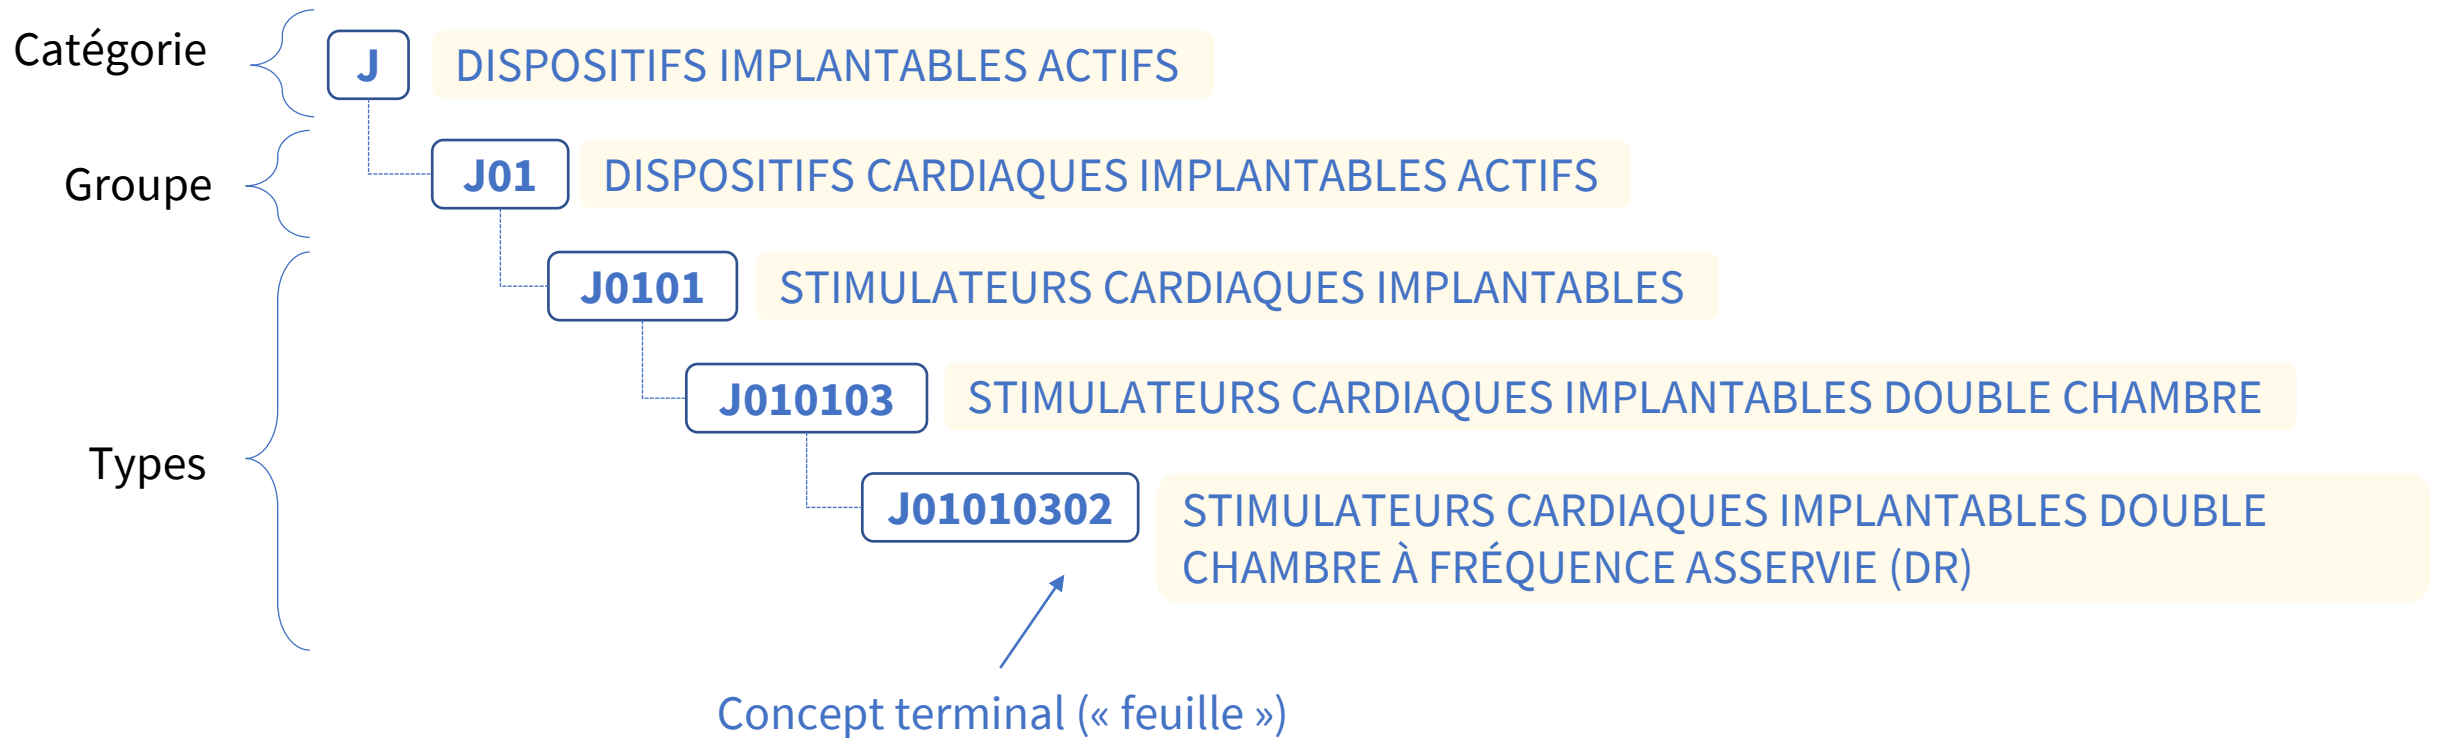 Catégorie
J
DISPOSITIFS IMPLANTABLES ACTIFS
Groupe
J01
DISPOSITIFS CARDIAQUES IMPLANTABLES ACTIFS
J0101
STIMULATEURS CARDIAQUES IMPLANTABLES
J010103
STIMULATEURS CARDIAQUES IMPLANTABLES DOUBLE CHAMBRE
Types
J01010302
STIMULATEURS CARDIAQUES IMPLANTABLES DOUBLE
CHAMBRE À FRÉQUENCE ASSERVIE (DR)
Concept terminal (« feuille »)